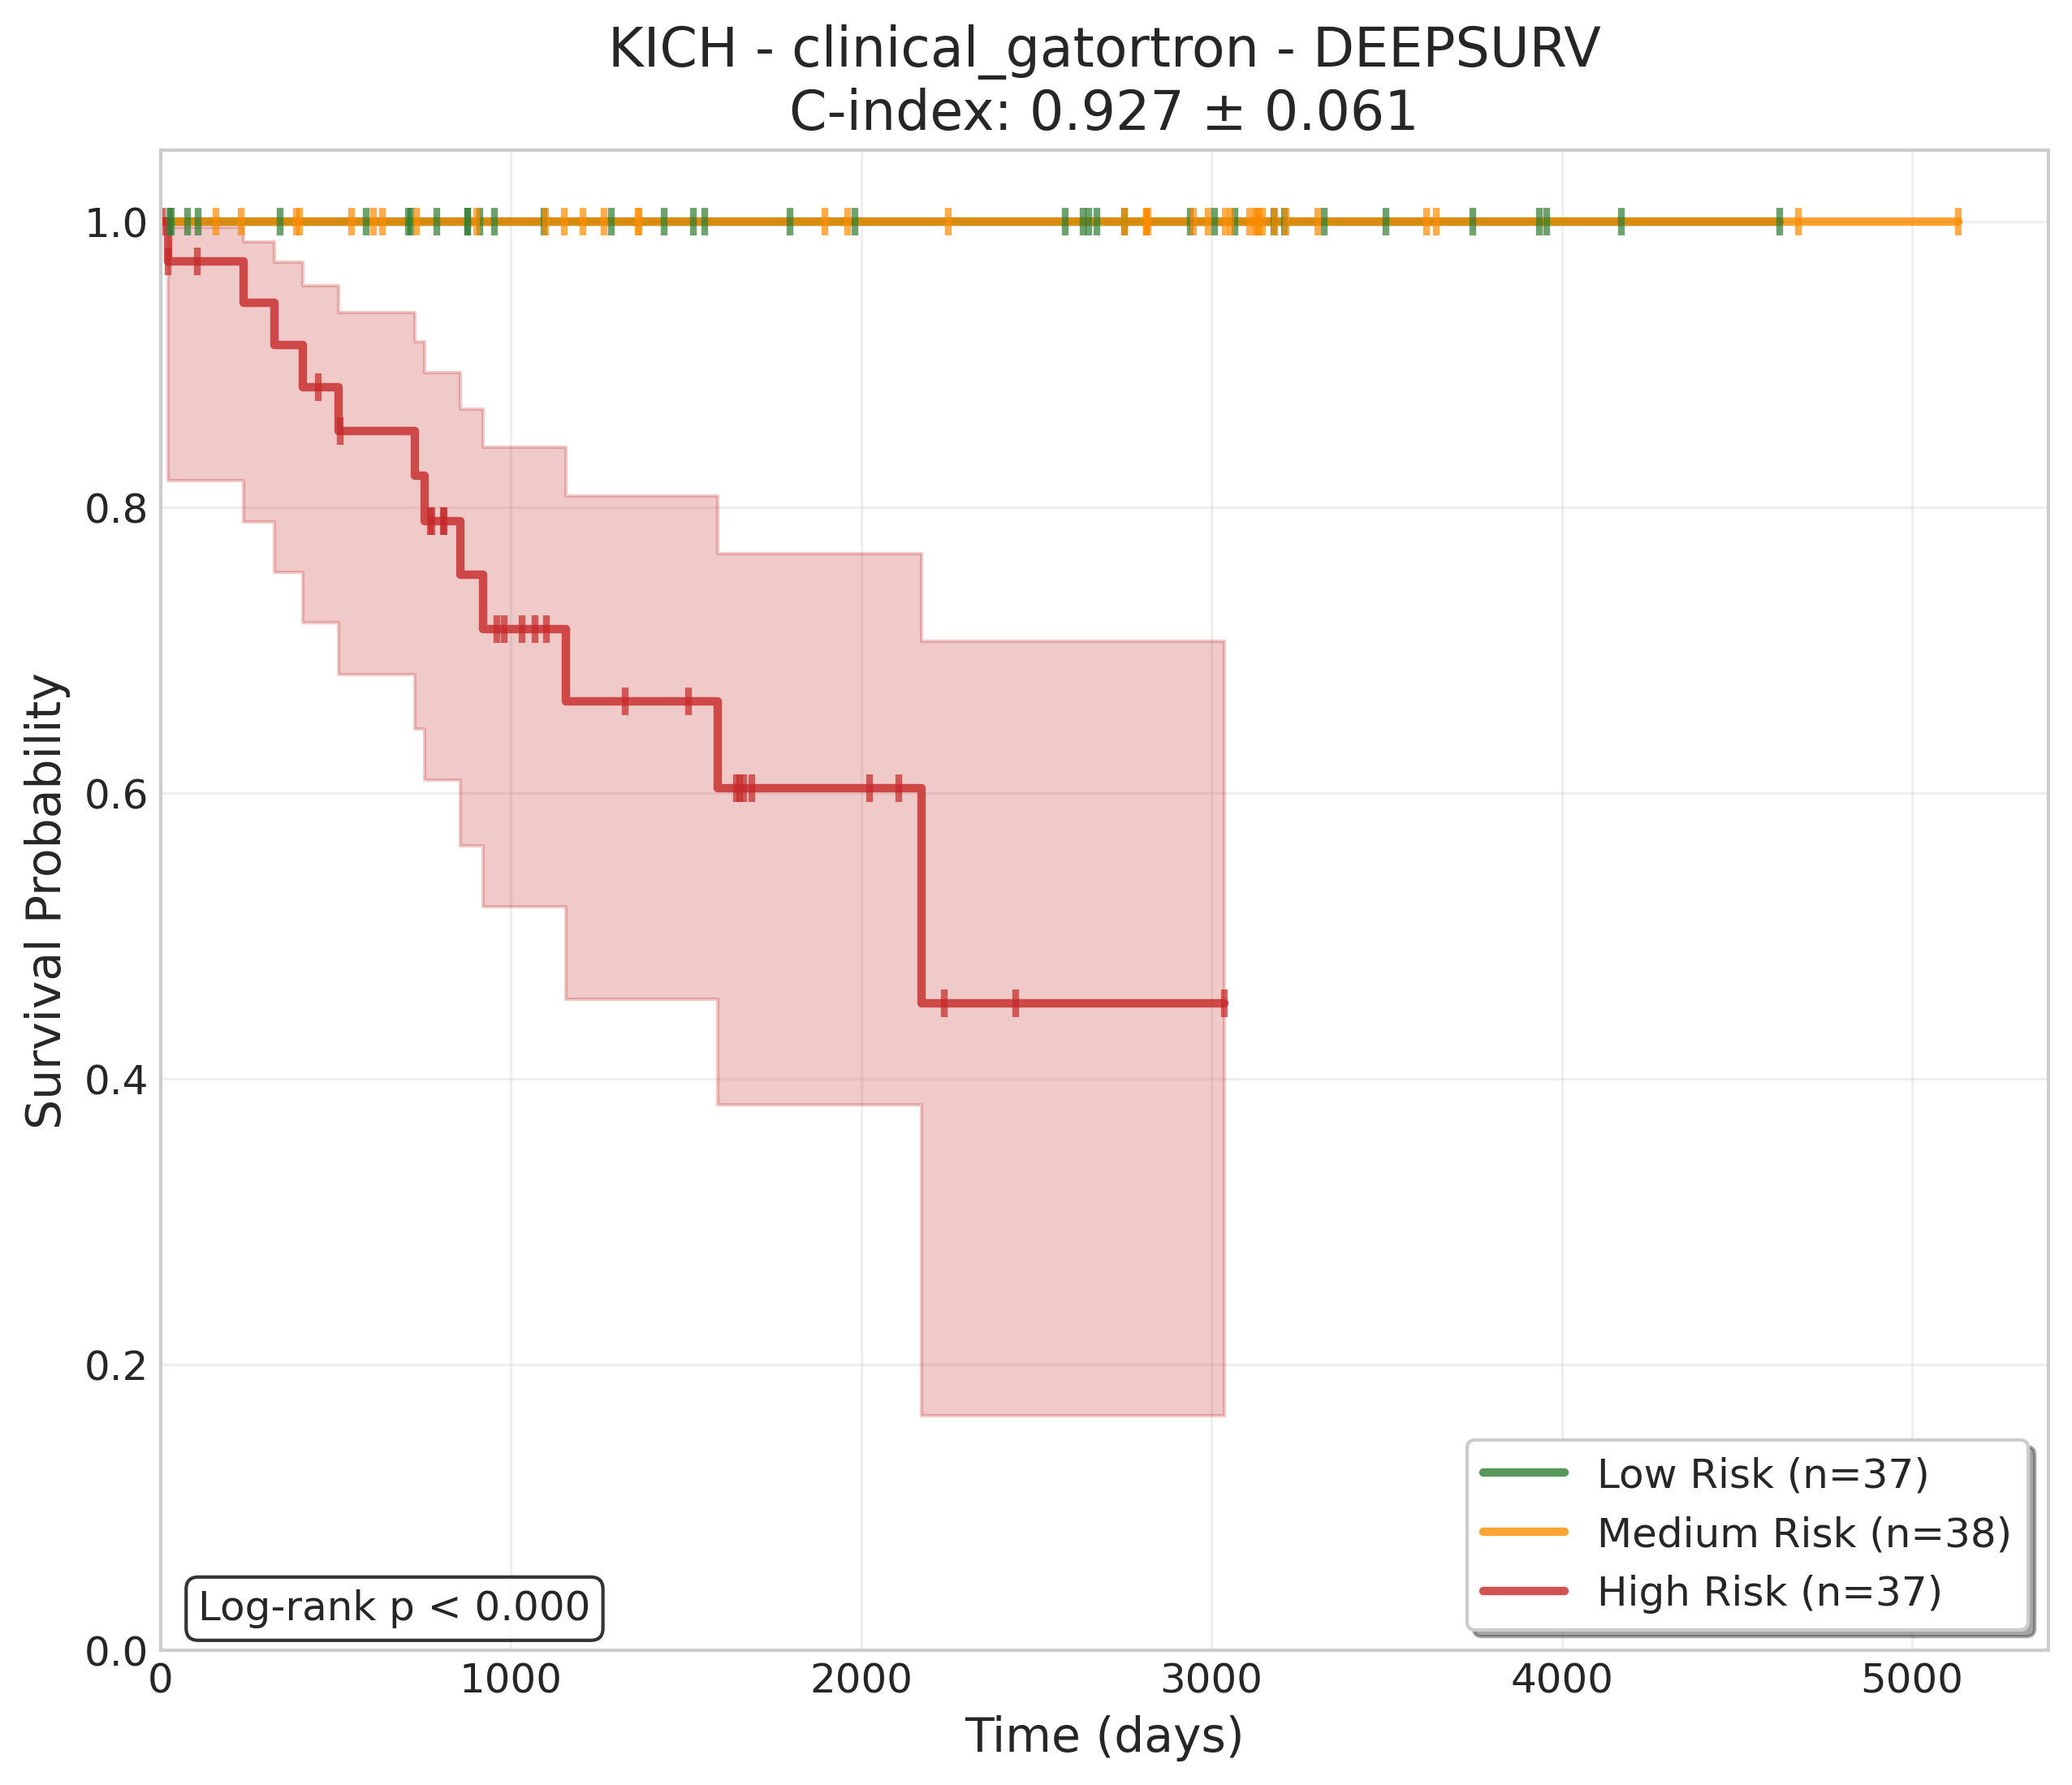 KICH - clinical_gatortron - DEEPSURV
C-index: 0.927 ± 0.061
Survival Probability
1.0
0.8
0.6
0.4
0.2
0.0
0 1000 2000 3000 4000 5000
Time (days)
Log-rank p < 0.000
Low Risk (n=37)
Medium Risk (n=38)
High Risk (n=37)